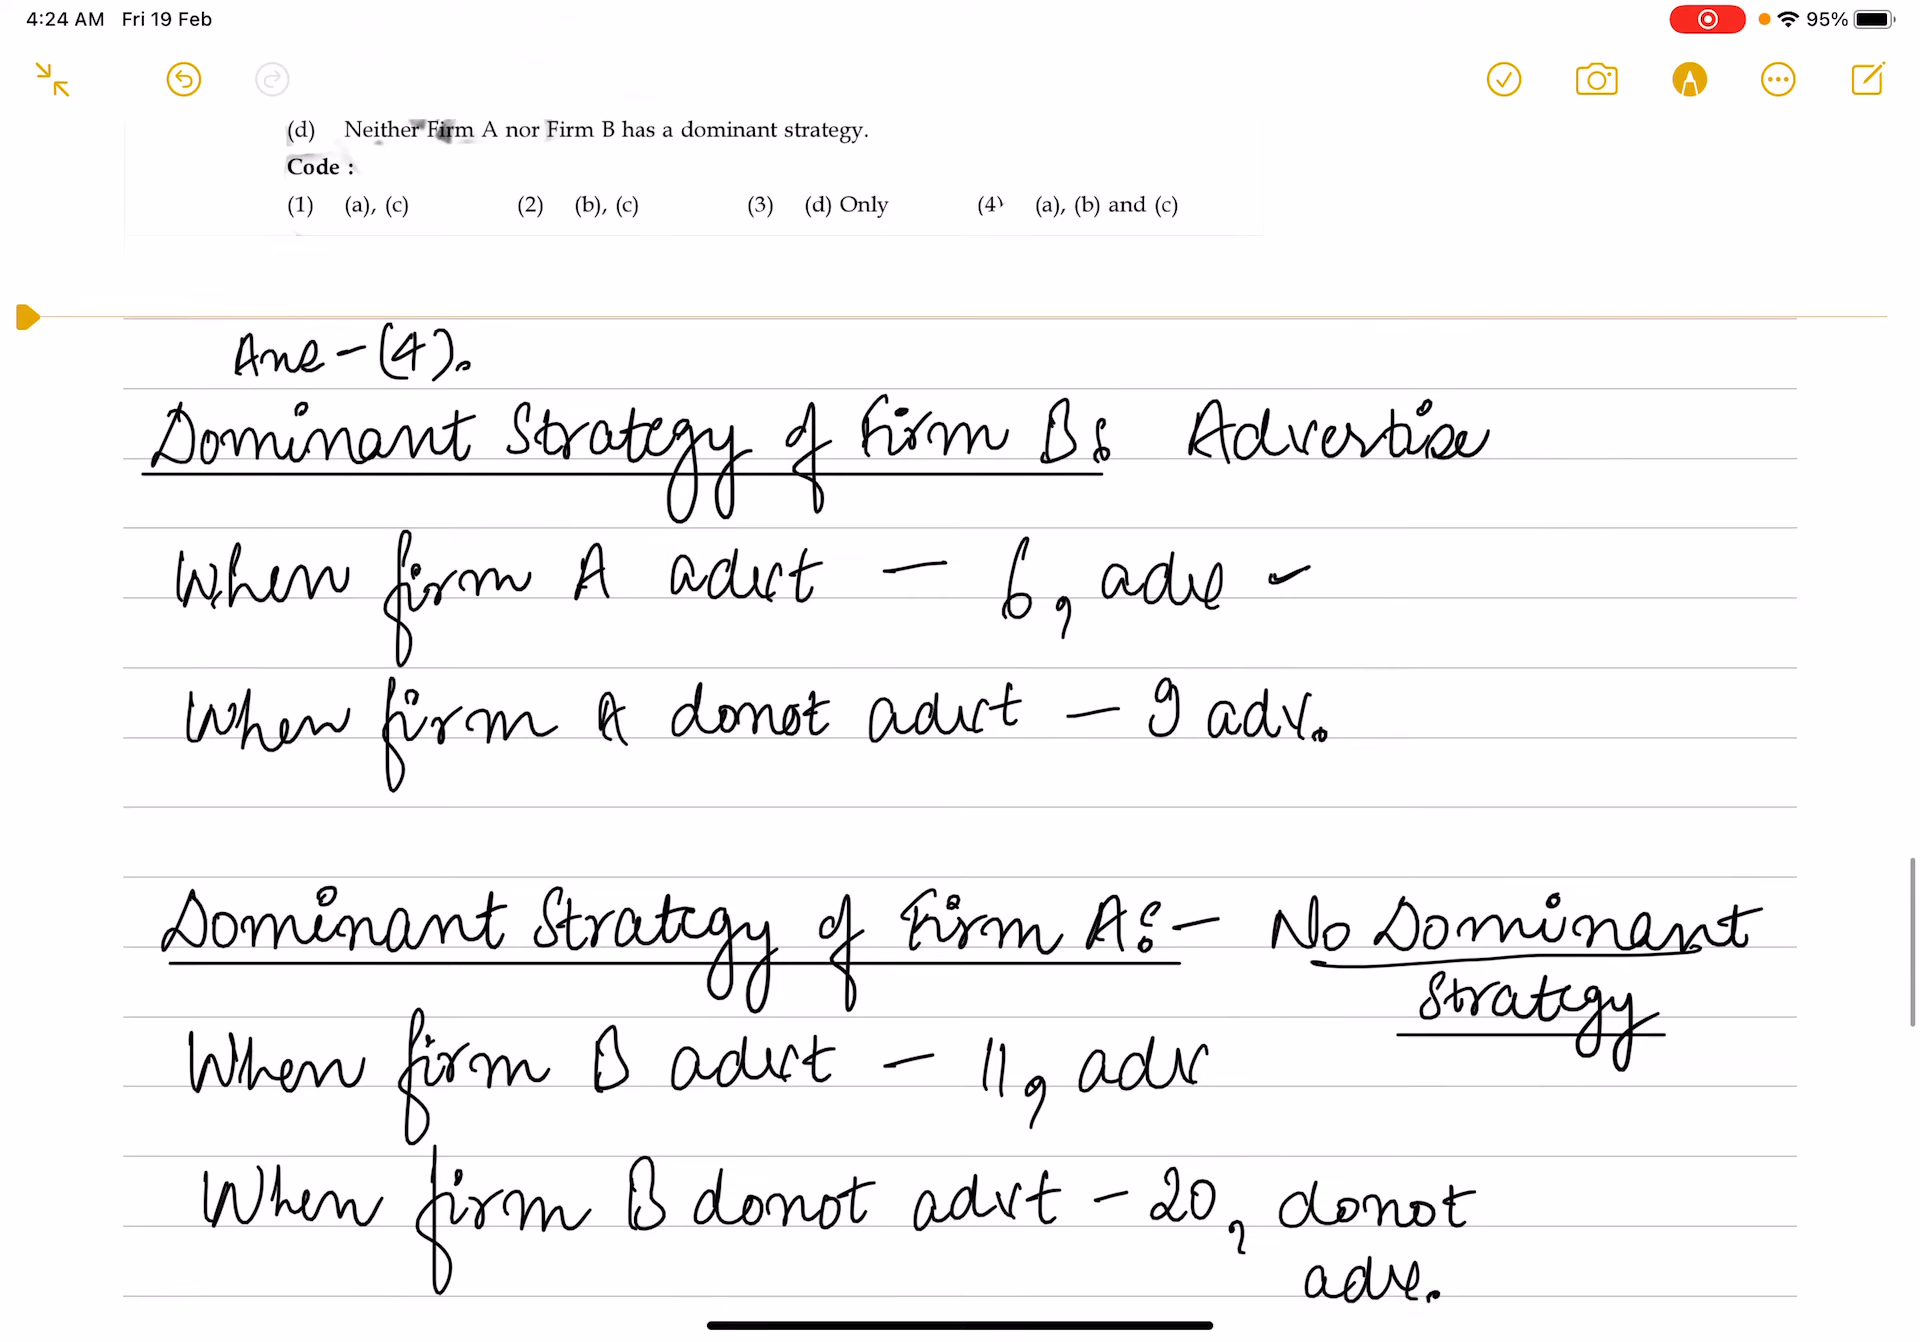 4:24 AM Fri 19 Feb 95%
(d) Neither Firm A nor Firm B has a dominant strategy.
Code :
(1) (a), (c) (2) (b), (c) (3) (d) Only (4) (a), (b) and (c)
Ans - (4).
Dominant Strategy of Firm B: Advertise
When firm A advt - 6, adv
When firm A donot advt - 9 adv.
Dominant Strategy of Firm A:- No Dominant
Strategy
When firm B advt - 11, adv
When firm B donot advt - 20, donot
adv.